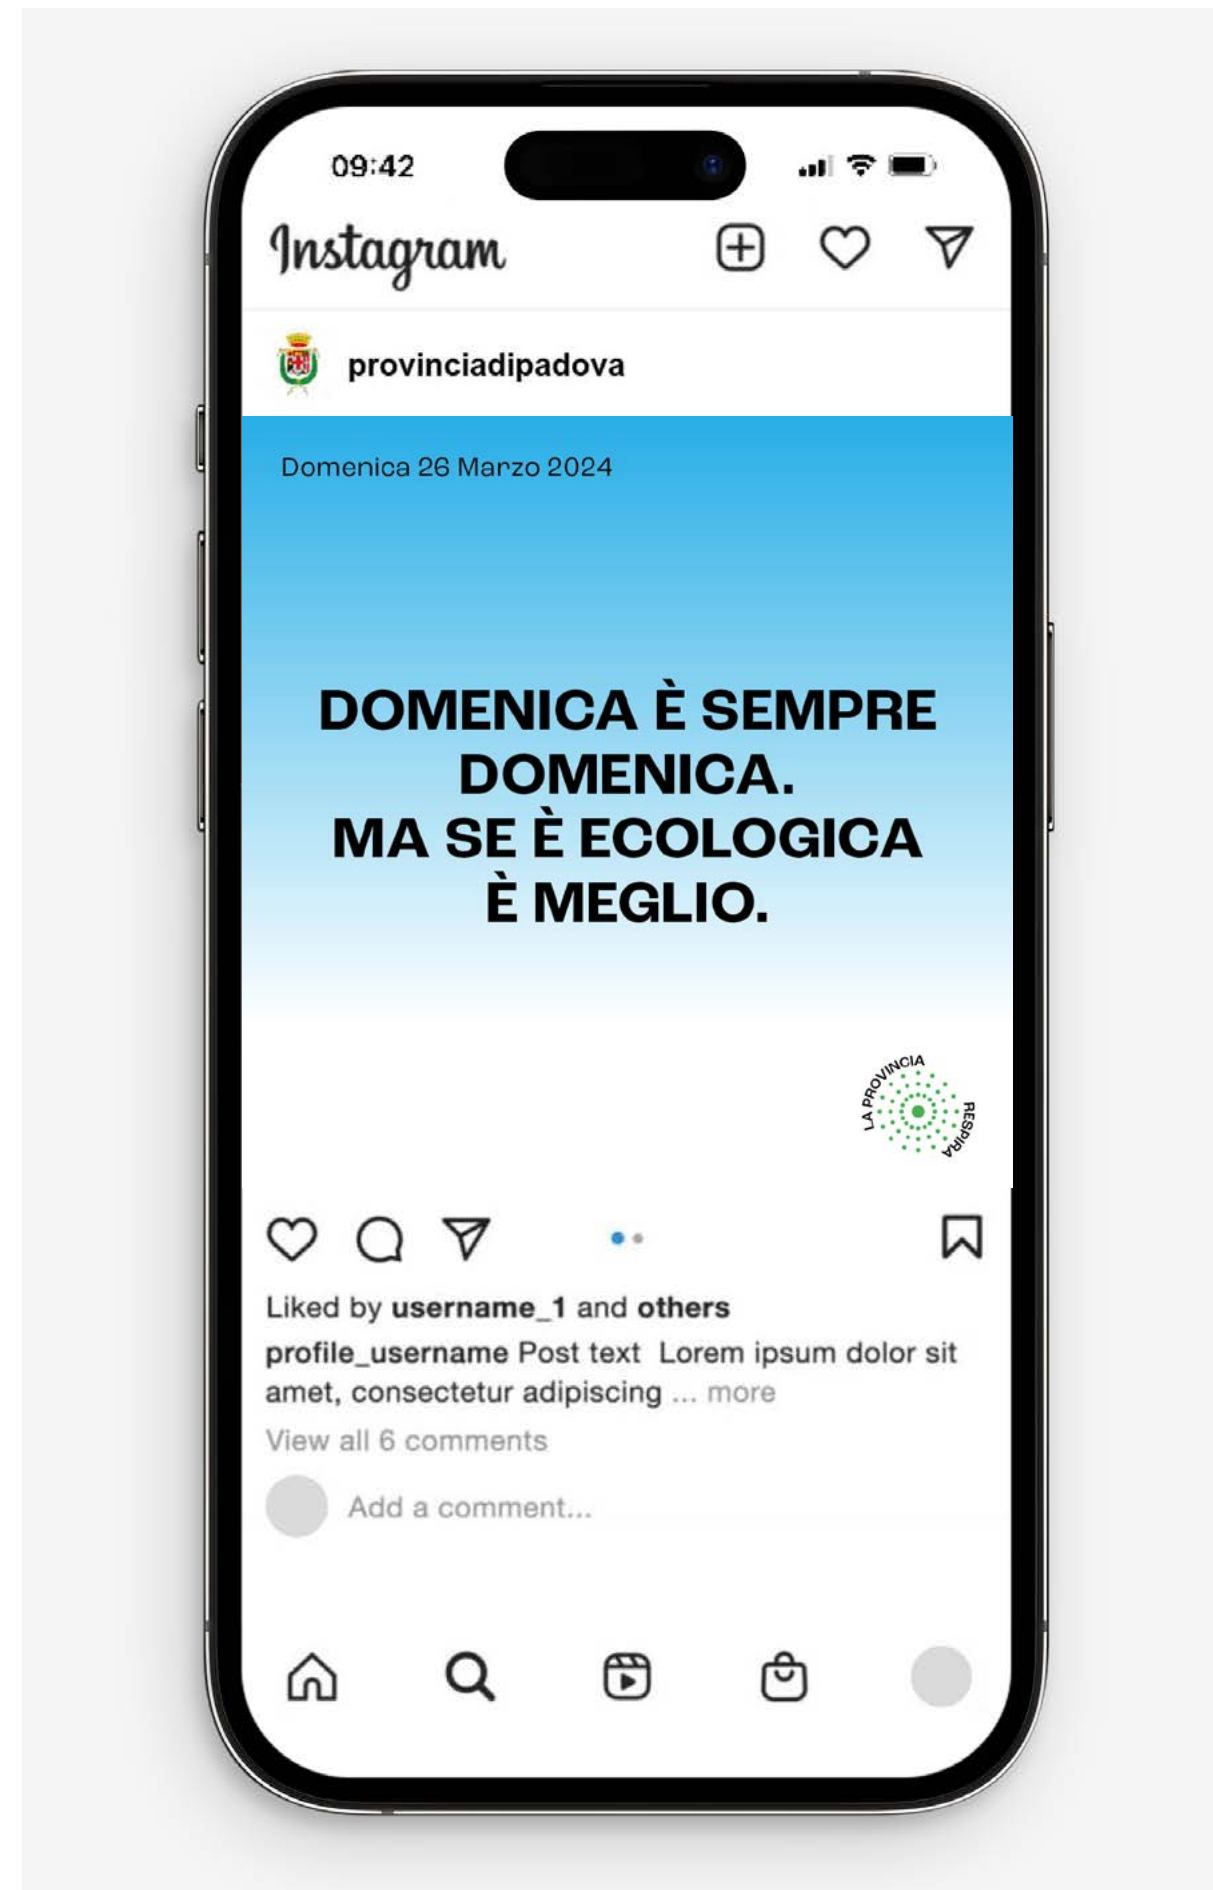 09:42
Instagram
provinciadipadova
Domenica 26 Marzo 2024
DOMENICA È SEMPRE
DOMENICA.
MA SE È ECOLOGICA
È MEGLIO.
LA PROVINCIA
RESPIRA
Liked by username_1 and others
profile_username Post text Lorem ipsum dolor sit
amet, consectetur adipiscing ... more
View all 6 comments
Add a comment...